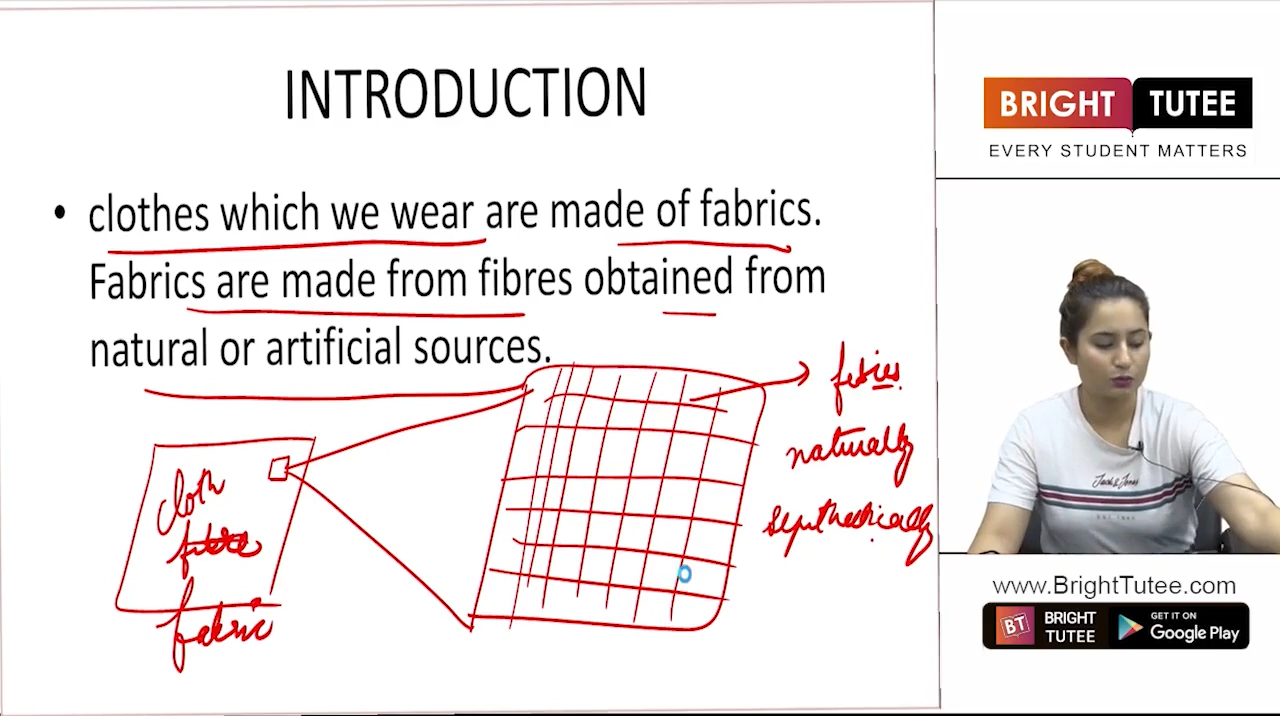 INTRODUCTION
• clothes which we wear are made of fabrics.
Fabrics are made from fibres obtained from
natural or artificial sources.
cloth
fabric
naturally
BRIGHT TUTEE
EVERY STUDENT MATTERS
Jack & Jones
www.BrightTutee.com
BT BRIGHT
TUTEE
GET IT ON
Google Play